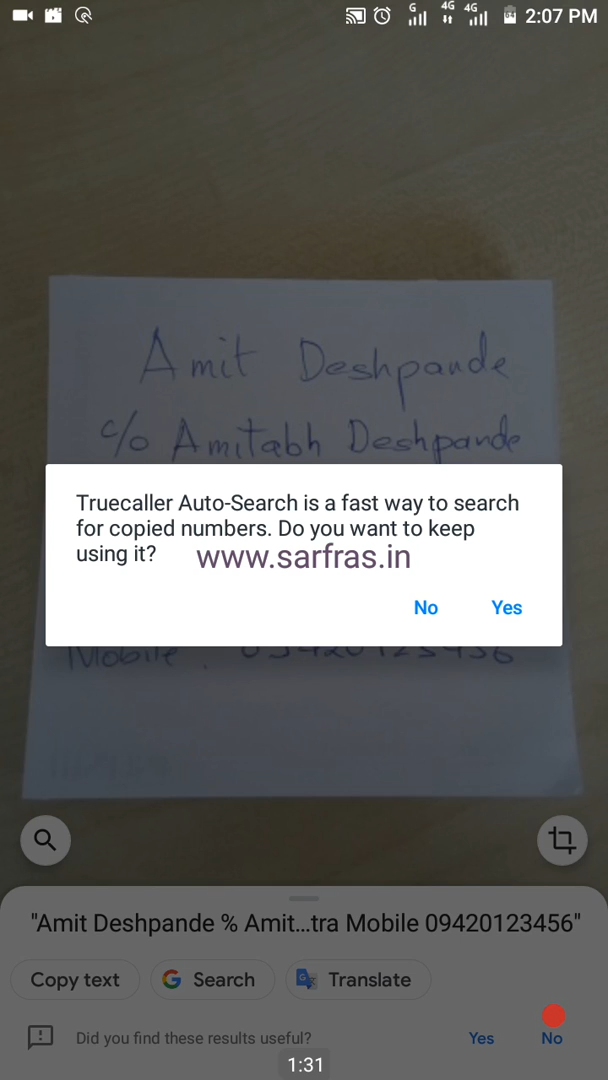 2:07 PM
Amit Deshpande
c/o Amitabh Deshpande
Truecaller Auto-Search is a fast way to search
for copied numbers. Do you want to keep
using it?
www.sarfras.in
No Yes
Mobile : 09420123456
"Amit Deshpande % Amit...tra Mobile 09420123456"
Copy text Search Translate
Did you find these results useful? Yes No
1:31